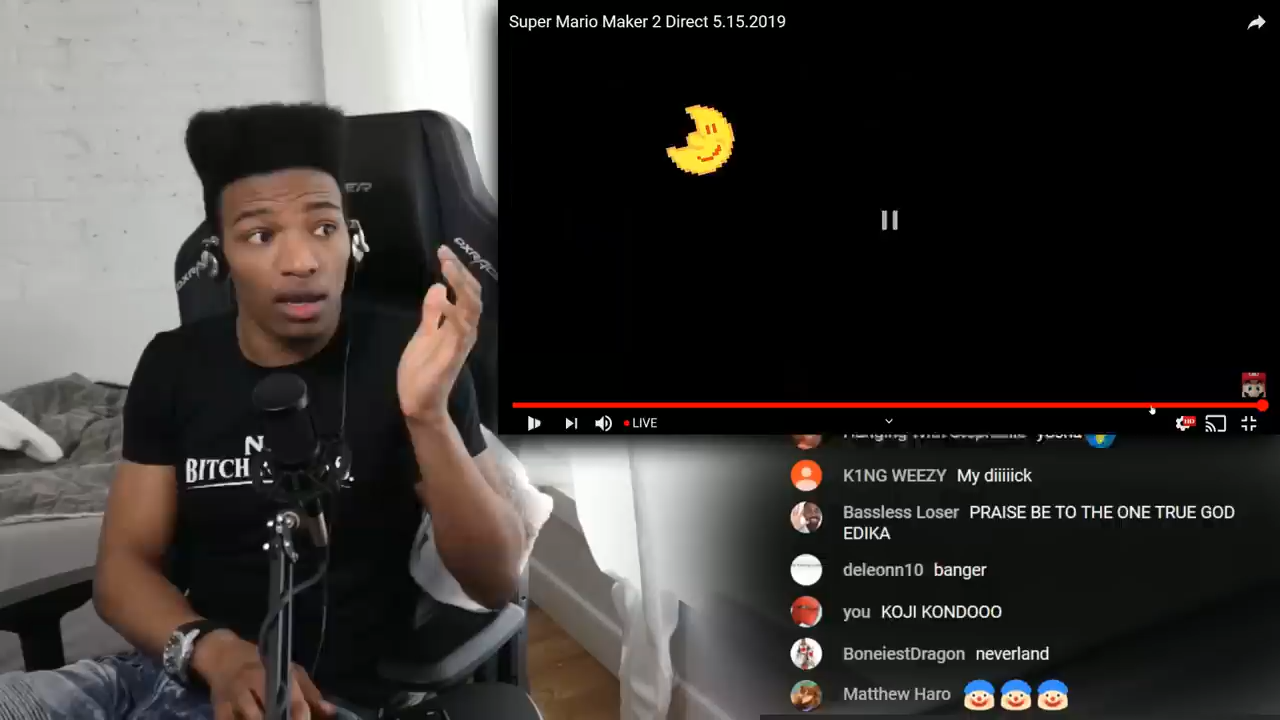 Super Mario Maker 2 Direct 5.15.2019
LIVE
HD
K1NG WEEZY My diiiiick
Bassless Loser PRAISE BE TO THE ONE TRUE GOD
EDIKA
deleonn10 banger
you KOJI KONDOOO
BoneiestDragon neverland
Matthew Haro
BITCH